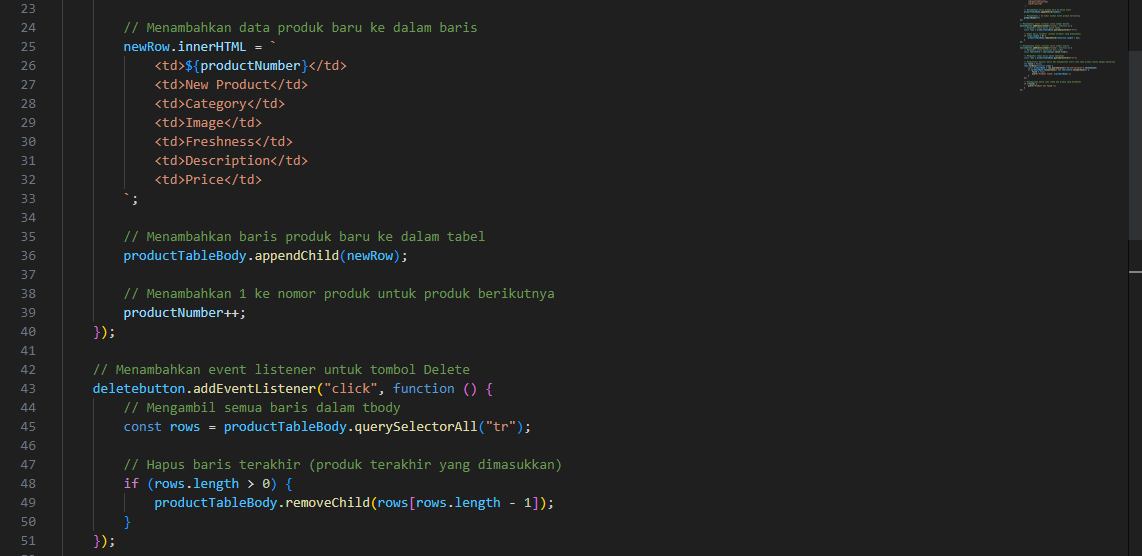 23
24 // Menambahkan data produk baru ke dalam baris
25 newRow.innerHTML = `
26 <td>${productNumber}</td>
27 <td>New Product</td>
28 <td>Category</td>
29 <td>Image</td>
30 <td>Freshness</td>
31 <td>Description</td>
32 <td>Price</td>
33 `;
34
35 // Menambahkan baris produk baru ke dalam tabel
36 productTableBody.appendChild(newRow);
37
38 // Menambahkan 1 ke nomor produk untuk produk berikutnya
39 productNumber++;
40 });
41
42 // Menambahkan event listener untuk tombol Delete
43 deletebutton.addEventListener("click", function () {
44 // Mengambil semua baris dalam tbody
45 const rows = productTableBody.querySelectorAll("tr");
46
47 // Hapus baris terakhir (produk terakhir yang dimasukkan)
48 if (rows.length > 0) {
49 productTableBody.removeChild(rows[rows.length - 1]);
50 }
51 });